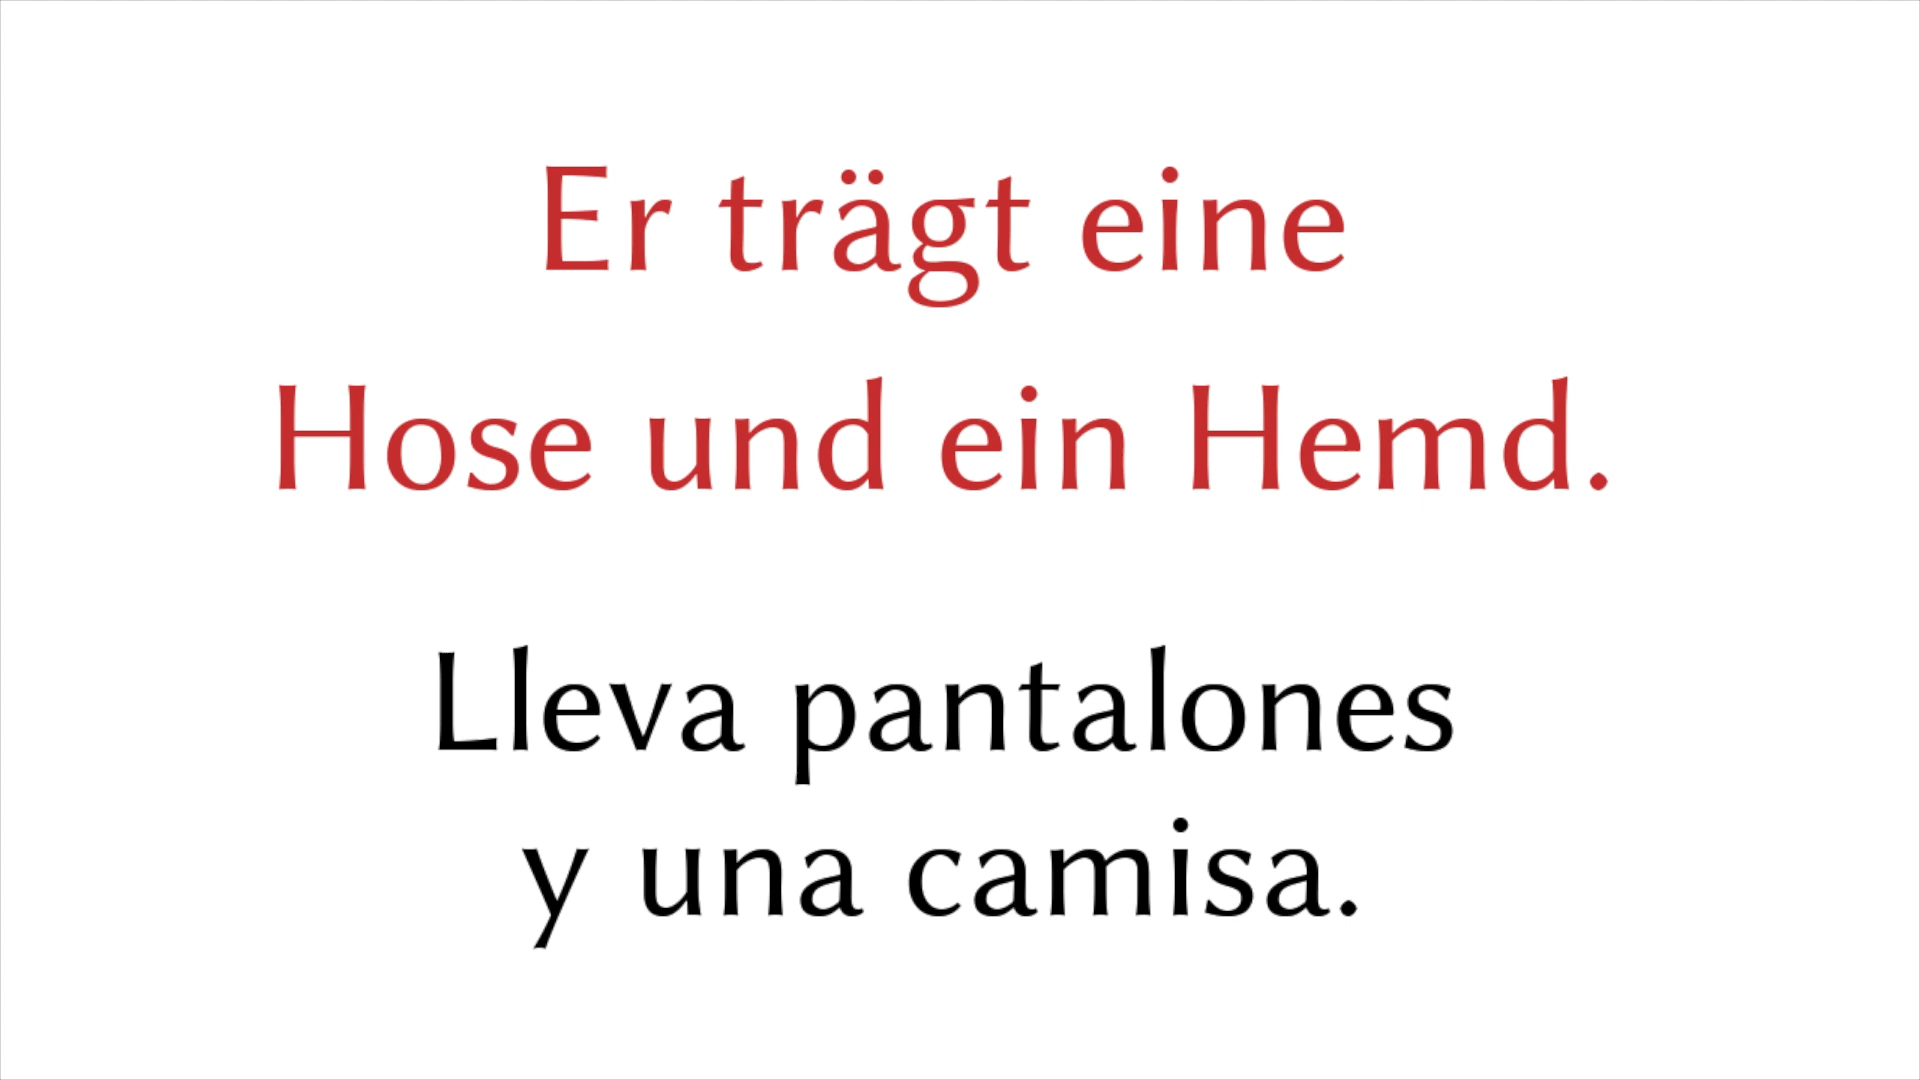 Er trägt eine
Hose und ein Hemd.
Lleva pantalones
y una camisa.